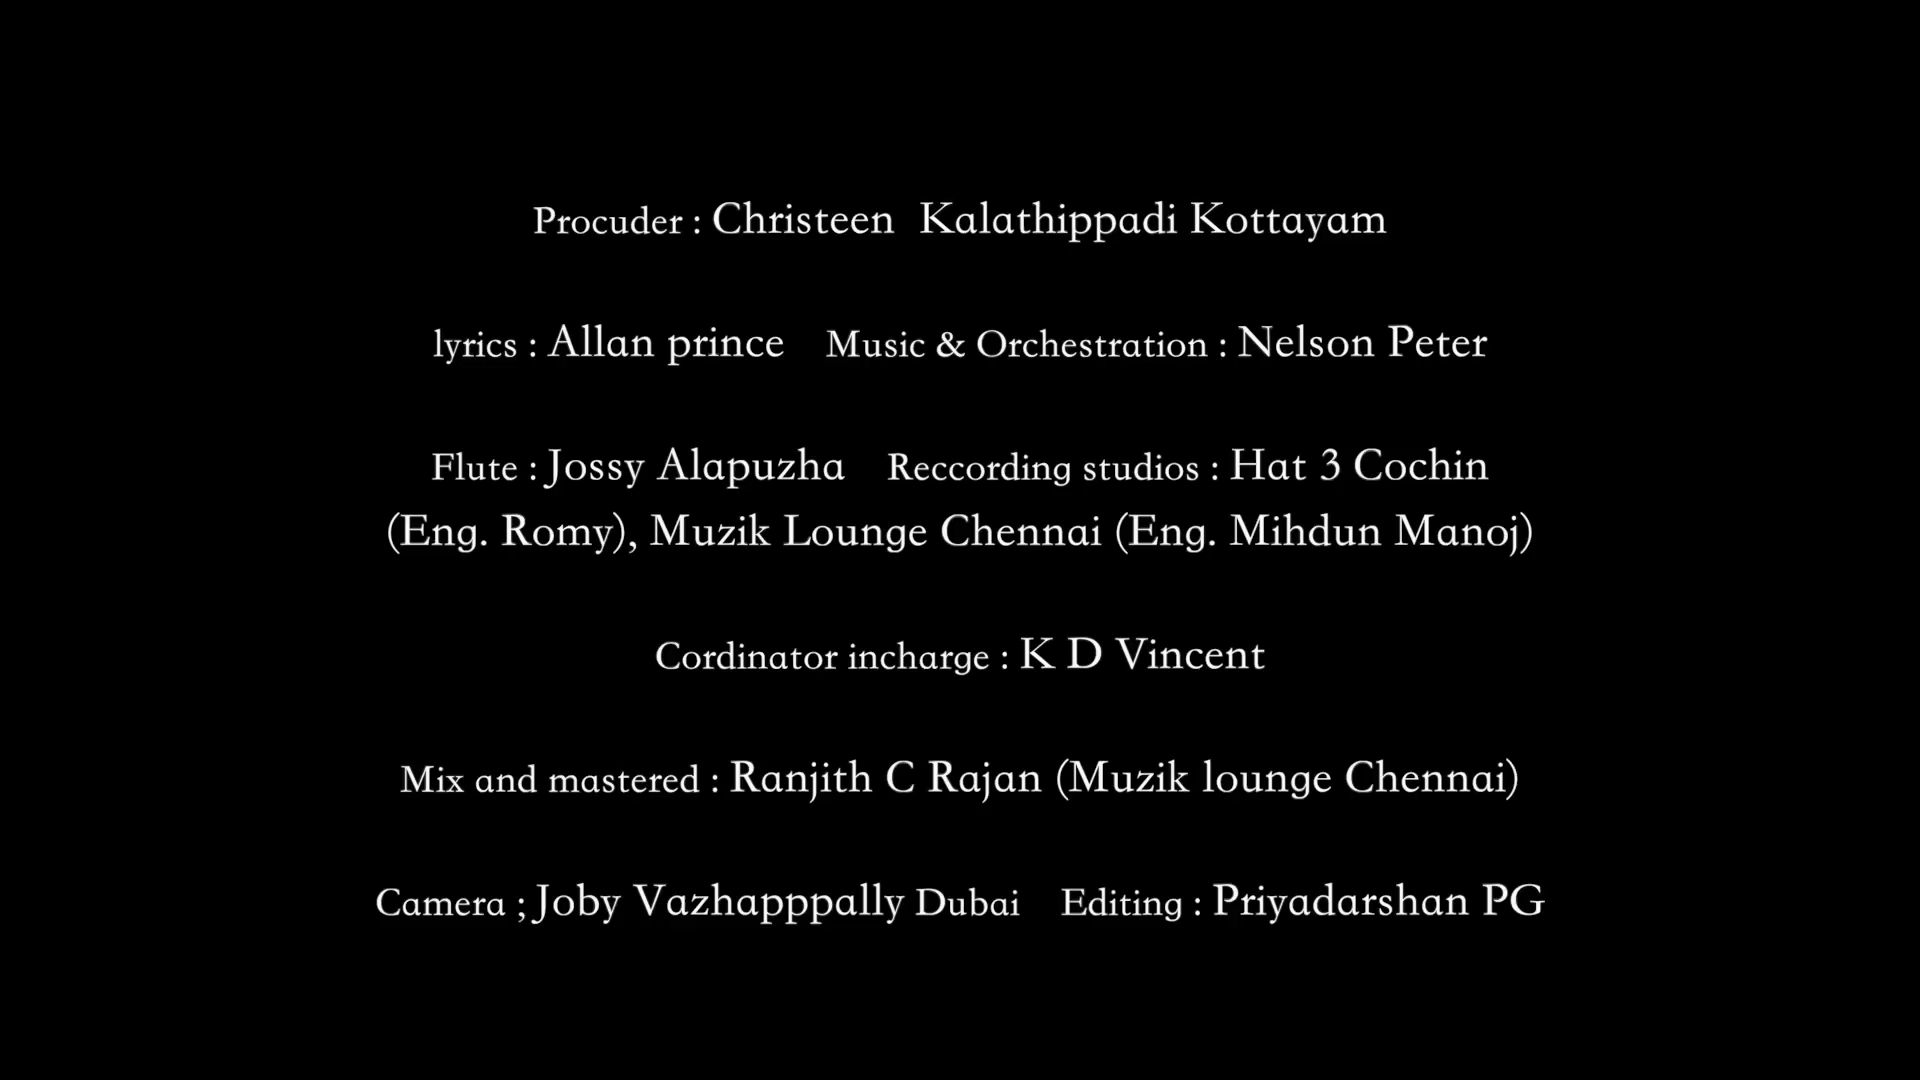 Procuder : Christeen Kalathippadi Kottayam
lyrics : Allan prince Music & Orchestration : Nelson Peter
Flute : Jossy Alapuzha Reccording studios : Hat 3 Cochin
(Eng. Romy), Muzik Lounge Chennai (Eng. Mihdun Manoj)
Cordinator incharge : K D Vincent
Mix and mastered : Ranjith C Rajan (Muzik lounge Chennai)
Camera ; Joby Vazhapppally Dubai Editing : Priyadarshan PG